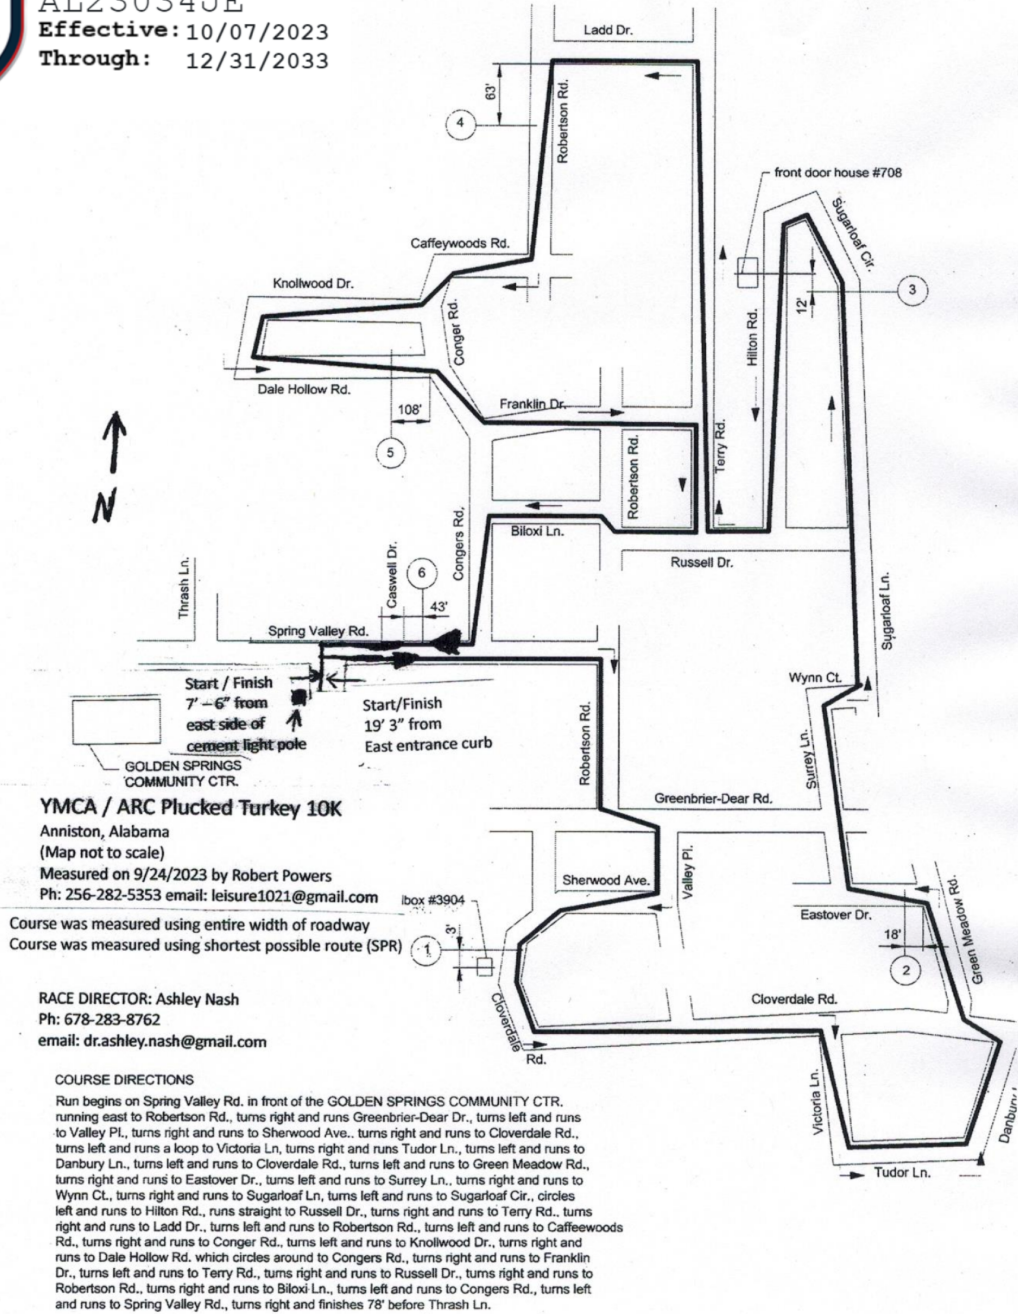 AL23034JE
Effective: 10/07/2023
Through: 12/31/2033
Ladd Dr.
63'
Robertson Rd.
4
front door house #708
Sugarloaf Cir.
Caffeywoods Rd.
3
12'
Knollwood Dr.
Conger Rd.
Hilton Rd.
Dale Hollow Rd.
Franklin Dr.
108'
Terry Rd.
5
Robertson Rd.
N
Biloxi Ln.
Congers Rd,
Russell Dr.
Caswell Dr.
6
43'
Thrash Ln.
Spring Valley Rd.
Sugarloaf Ln.
Wynn Ct.
Start / Finish
7' – 6" from
east side of
cement light pole
Start/Finish
19' 3" from
East entrance curb
Robertson Rd.
Surrey Ln.
GOLDEN SPRINGS
COMMUNITY CTR.
Greenbrier-Dear Rd.
YMCA / ARC Plucked Turkey 10K
Anniston, Alabama
(Map not to scale)
Measured on 9/24/2023 by Robert Powers
Ph: 256-282-5353 email: leisure1021@gmail.com
Valley Pl.
Sherwood Ave.
ibox #3904
Course was measured using entire width of roadway
Course was measured using shortest possible route (SPR)
3'
1
Eastover Dr.
18'
2
Green Meadow Rd.
Cloverdale Rd.
Cloverdale
Rd.
RACE DIRECTOR: Ashley Nash
Ph: 678-283-8762
email: dr.ashley.nash@gmail.com
Victoria Ln.
Danbury
Tudor Ln.
COURSE DIRECTIONS
Run begins on Spring Valley Rd. in front of the GOLDEN SPRINGS COMMUNITY CTR.
running east to Robertson Rd., turns right and runs Greenbrier-Dear Dr., turns left and runs
to Valley Pl., turns right and runs to Sherwood Ave.. turns right and runs to Cloverdale Rd.,
turns left and runs a loop to Victoria Ln, turns right and runs Tudor Ln., turns left and runs to
Danbury Ln., turns left and runs to Cloverdale Rd., turns left and runs to Green Meadow Rd.,
turns right and runs to Eastover Dr., turns left and runs to Surrey Ln., turns right and runs to
Wynn Ct., turns right and runs to Sugarloaf Ln, turns left and runs to Sugarloaf Cir., circles
left and runs to Hilton Rd., runs straight to Russell Dr., turns right and runs to Terry Rd., turns
right and runs to Ladd Dr., turns left and runs to Robertson Rd., turns left and runs to Caffeewoods
Rd., turns right and runs to Conger Rd., turns left and runs to Knollwood Dr., turns right and
runs to Dale Hollow Rd. which circles around to Congers Rd., turns right and runs to Franklin
Dr., turns left and runs to Terry Rd., turns right and runs to Russell Dr., turns right and runs to
Robertson Rd., turns right and runs to Biloxi Ln., turns left and runs to Congers Rd., turns left
and runs to Spring Valley Rd., turns right and finishes 78' before Thrash Ln.